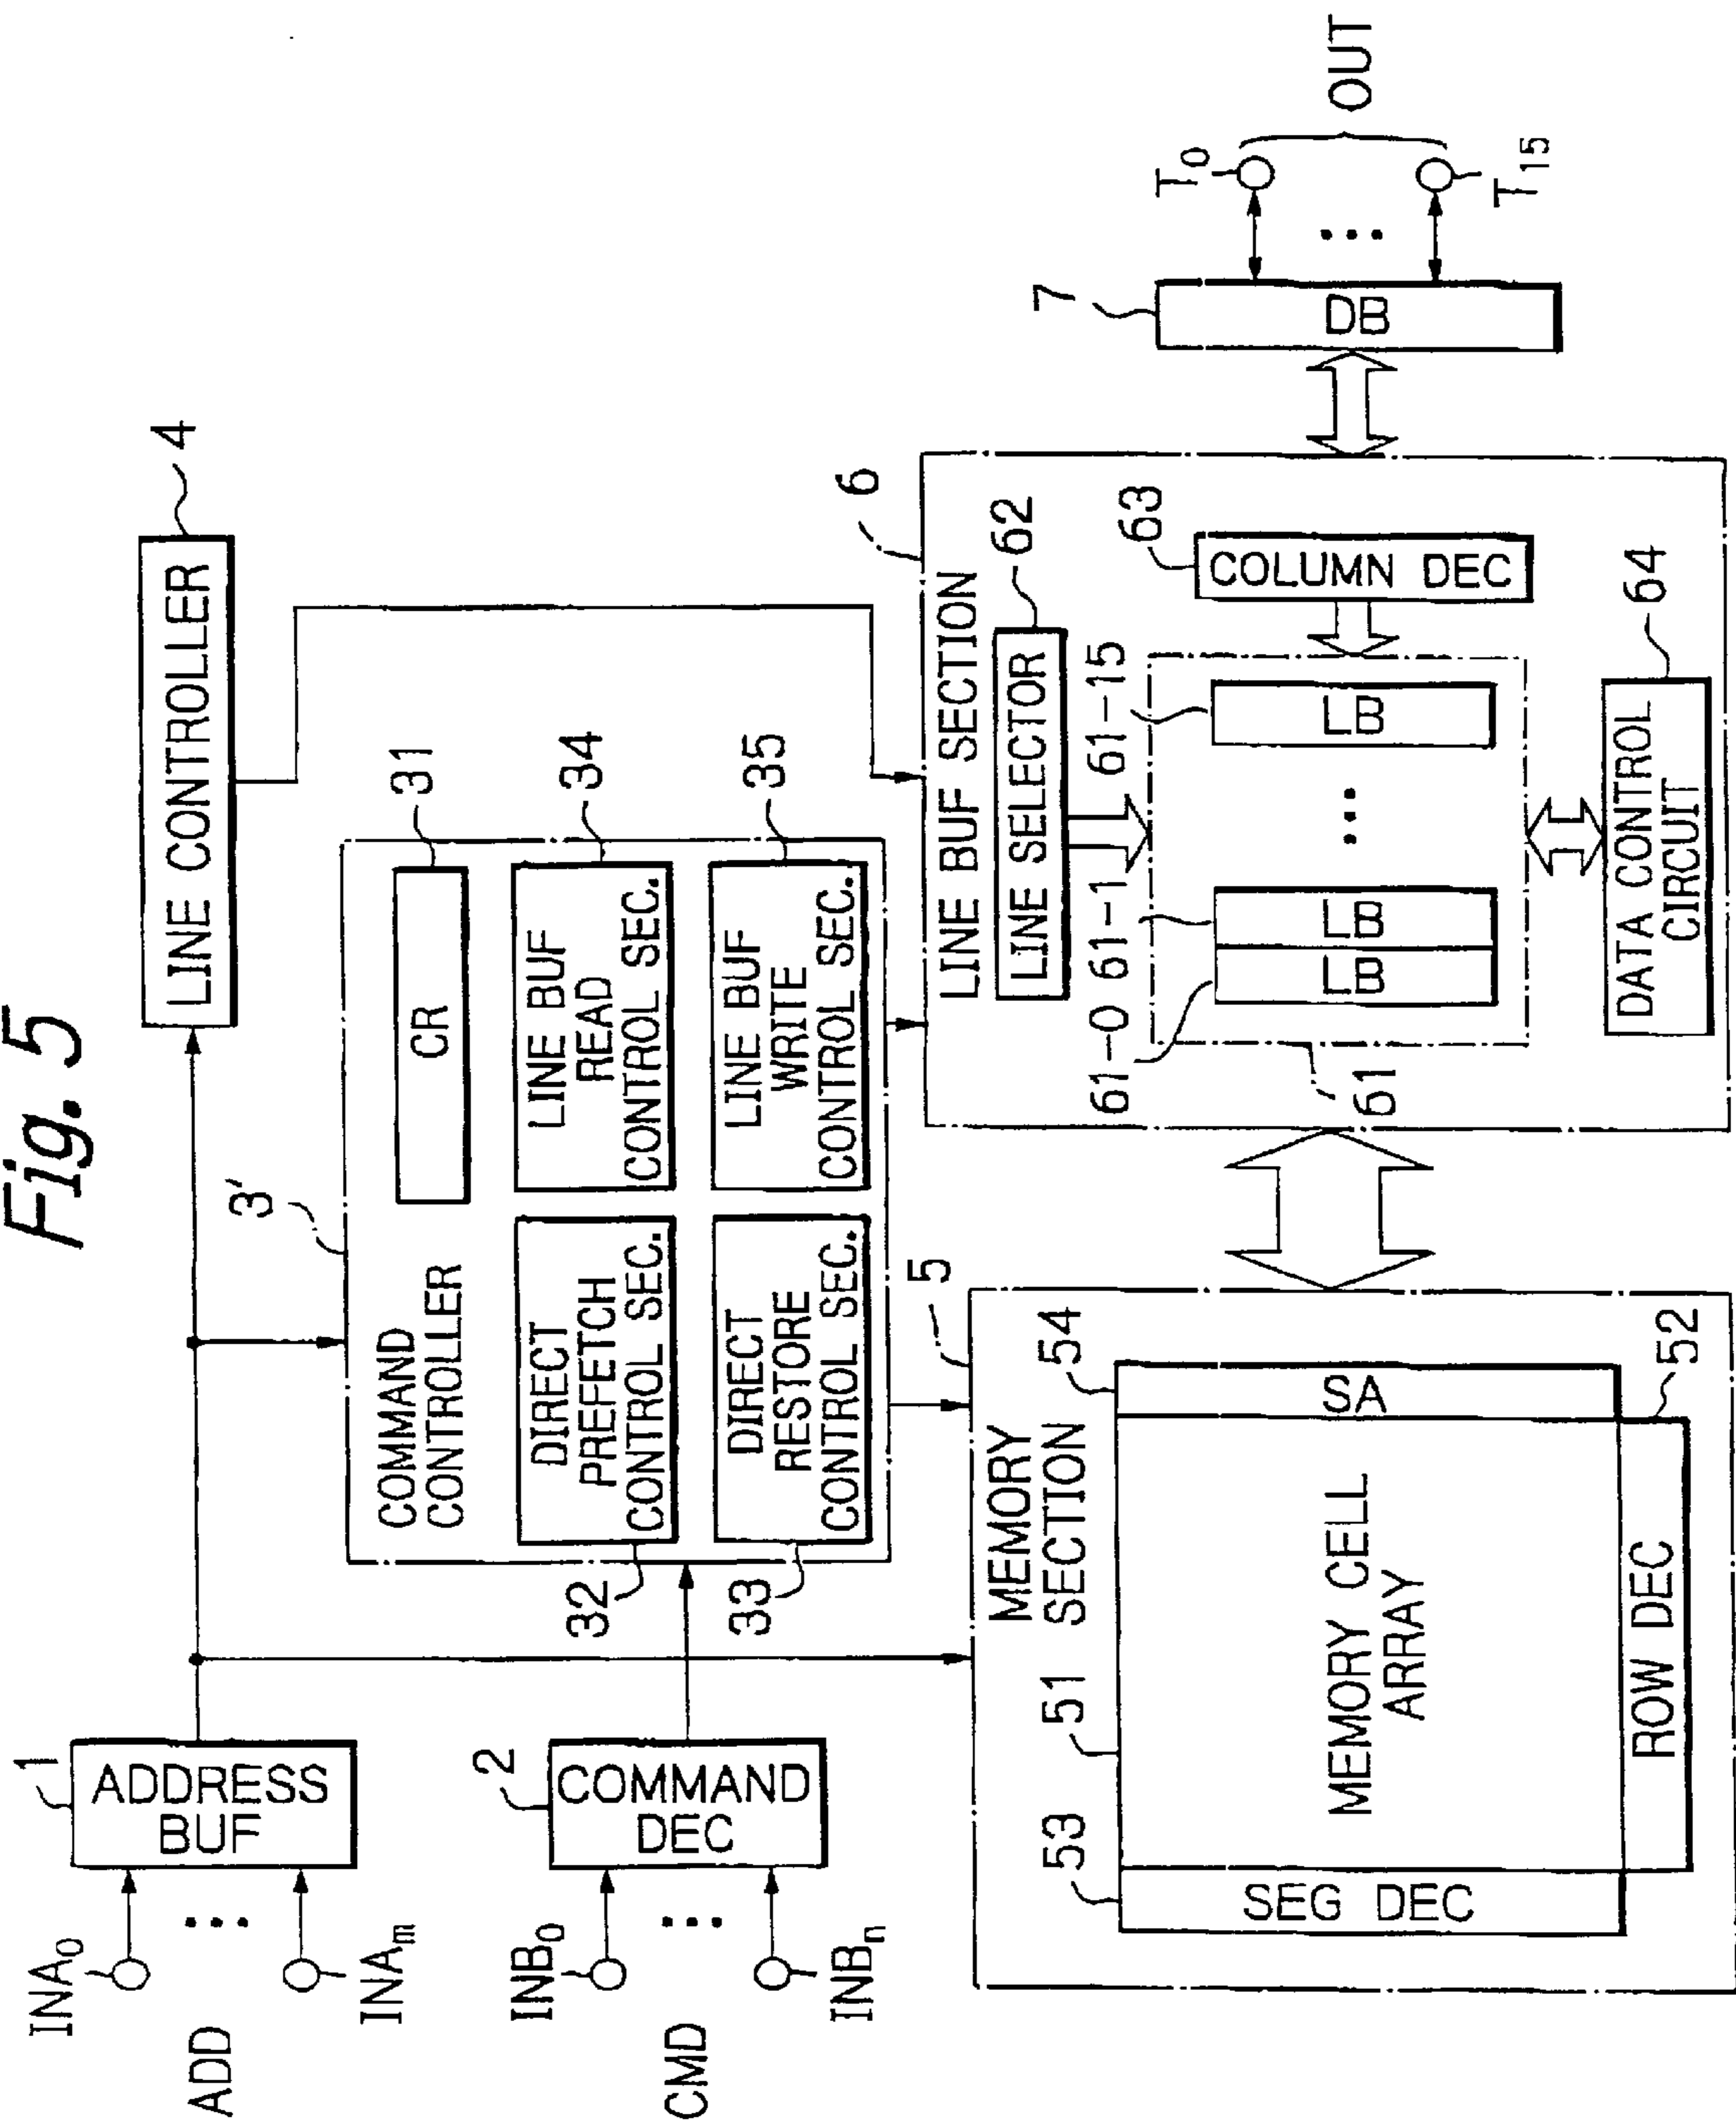 Fig. 5
INA0
ADD
INAm
1
ADDRESS
BUF
INB0
CMD
INBn
2
COMMAND
DEC
3'
COMMAND
CONTROLLER
31
CR
32
DIRECT
PREFETCH
CONTROL SEC.
34
LINE BUF
READ
CONTROL SEC.
33
DIRECT
RESTORE
CONTROL SEC.
35
LINE BUF
WRITE
CONTROL SEC.
4
LINE CONTROLLER
5
MEMORY
SECTION
53
51
54
SEG DEC
MEMORY CELL
ARRAY
SA
ROW DEC
52
6
LINE BUF SECTION
LINE SELECTOR
62
61-0
61-1
61-15
63
LB
LB
...
LB
COLUMN DEC
61
DATA CONTROL
CIRCUIT
64
7
DB
T0
...
T15
OUT